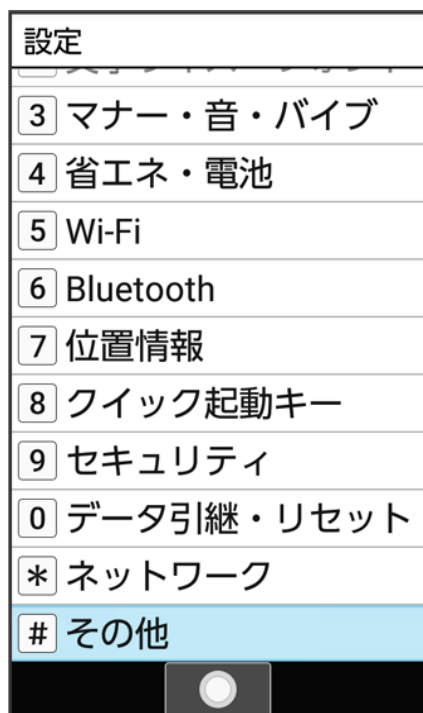 設定
3 マナー・音・バイブ
4 省エネ・電池
5 Wi-Fi
6 Bluetooth
7 位置情報
8 クイック起動キー
9 セキュリティ
0 データ引継・リセット
* ネットワーク
# その他